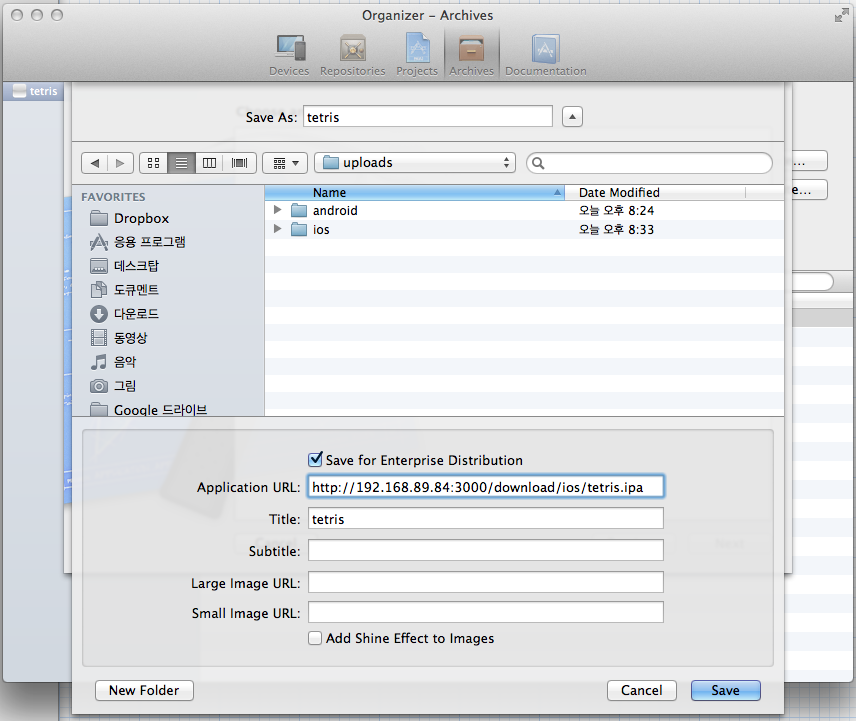 Organizer – Archives
Devices Repositories Projects Archives Documentation
tetris
Save As: tetris
uploads
...
e...
FAVORITES
Name Date Modified
Dropbox
android 오늘 오후 8:24
응용 프로그램
ios 오늘 오후 8:33
데스크탑
도큐멘트
다운로드
동영상
음악
그림
Google 드라이브
Save for Enterprise Distribution
Application URL: http://192.168.89.84:3000/download/ios/tetris.ipa
Title: tetris
Subtitle:
Large Image URL:
Small Image URL:
Add Shine Effect to Images
New Folder Cancel Save